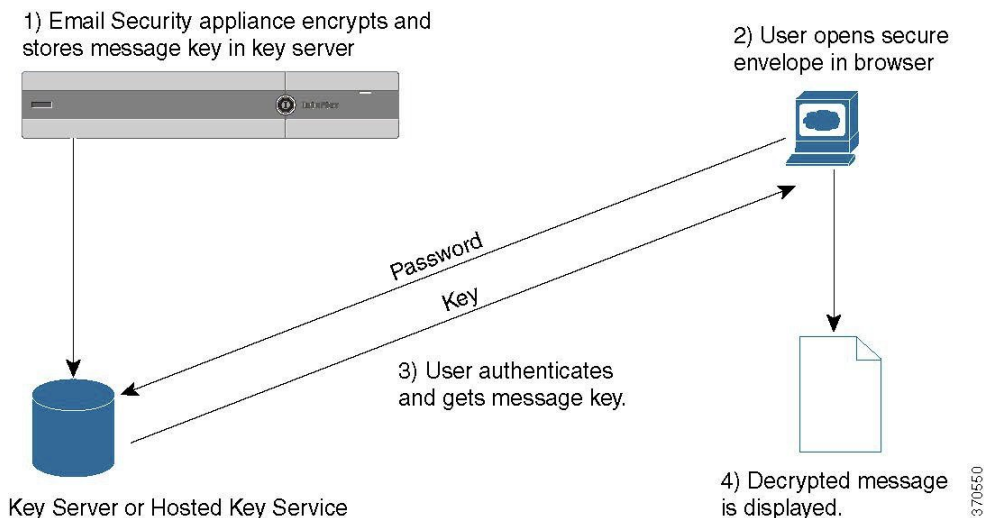 1) Email Security appliance encrypts and
stores message key in key server
2) User opens secure
envelope in browser
Password
Key
3) User authenticates
and gets message key.
Key Server or Hosted Key Service
4) Decrypted message
is displayed.
370550